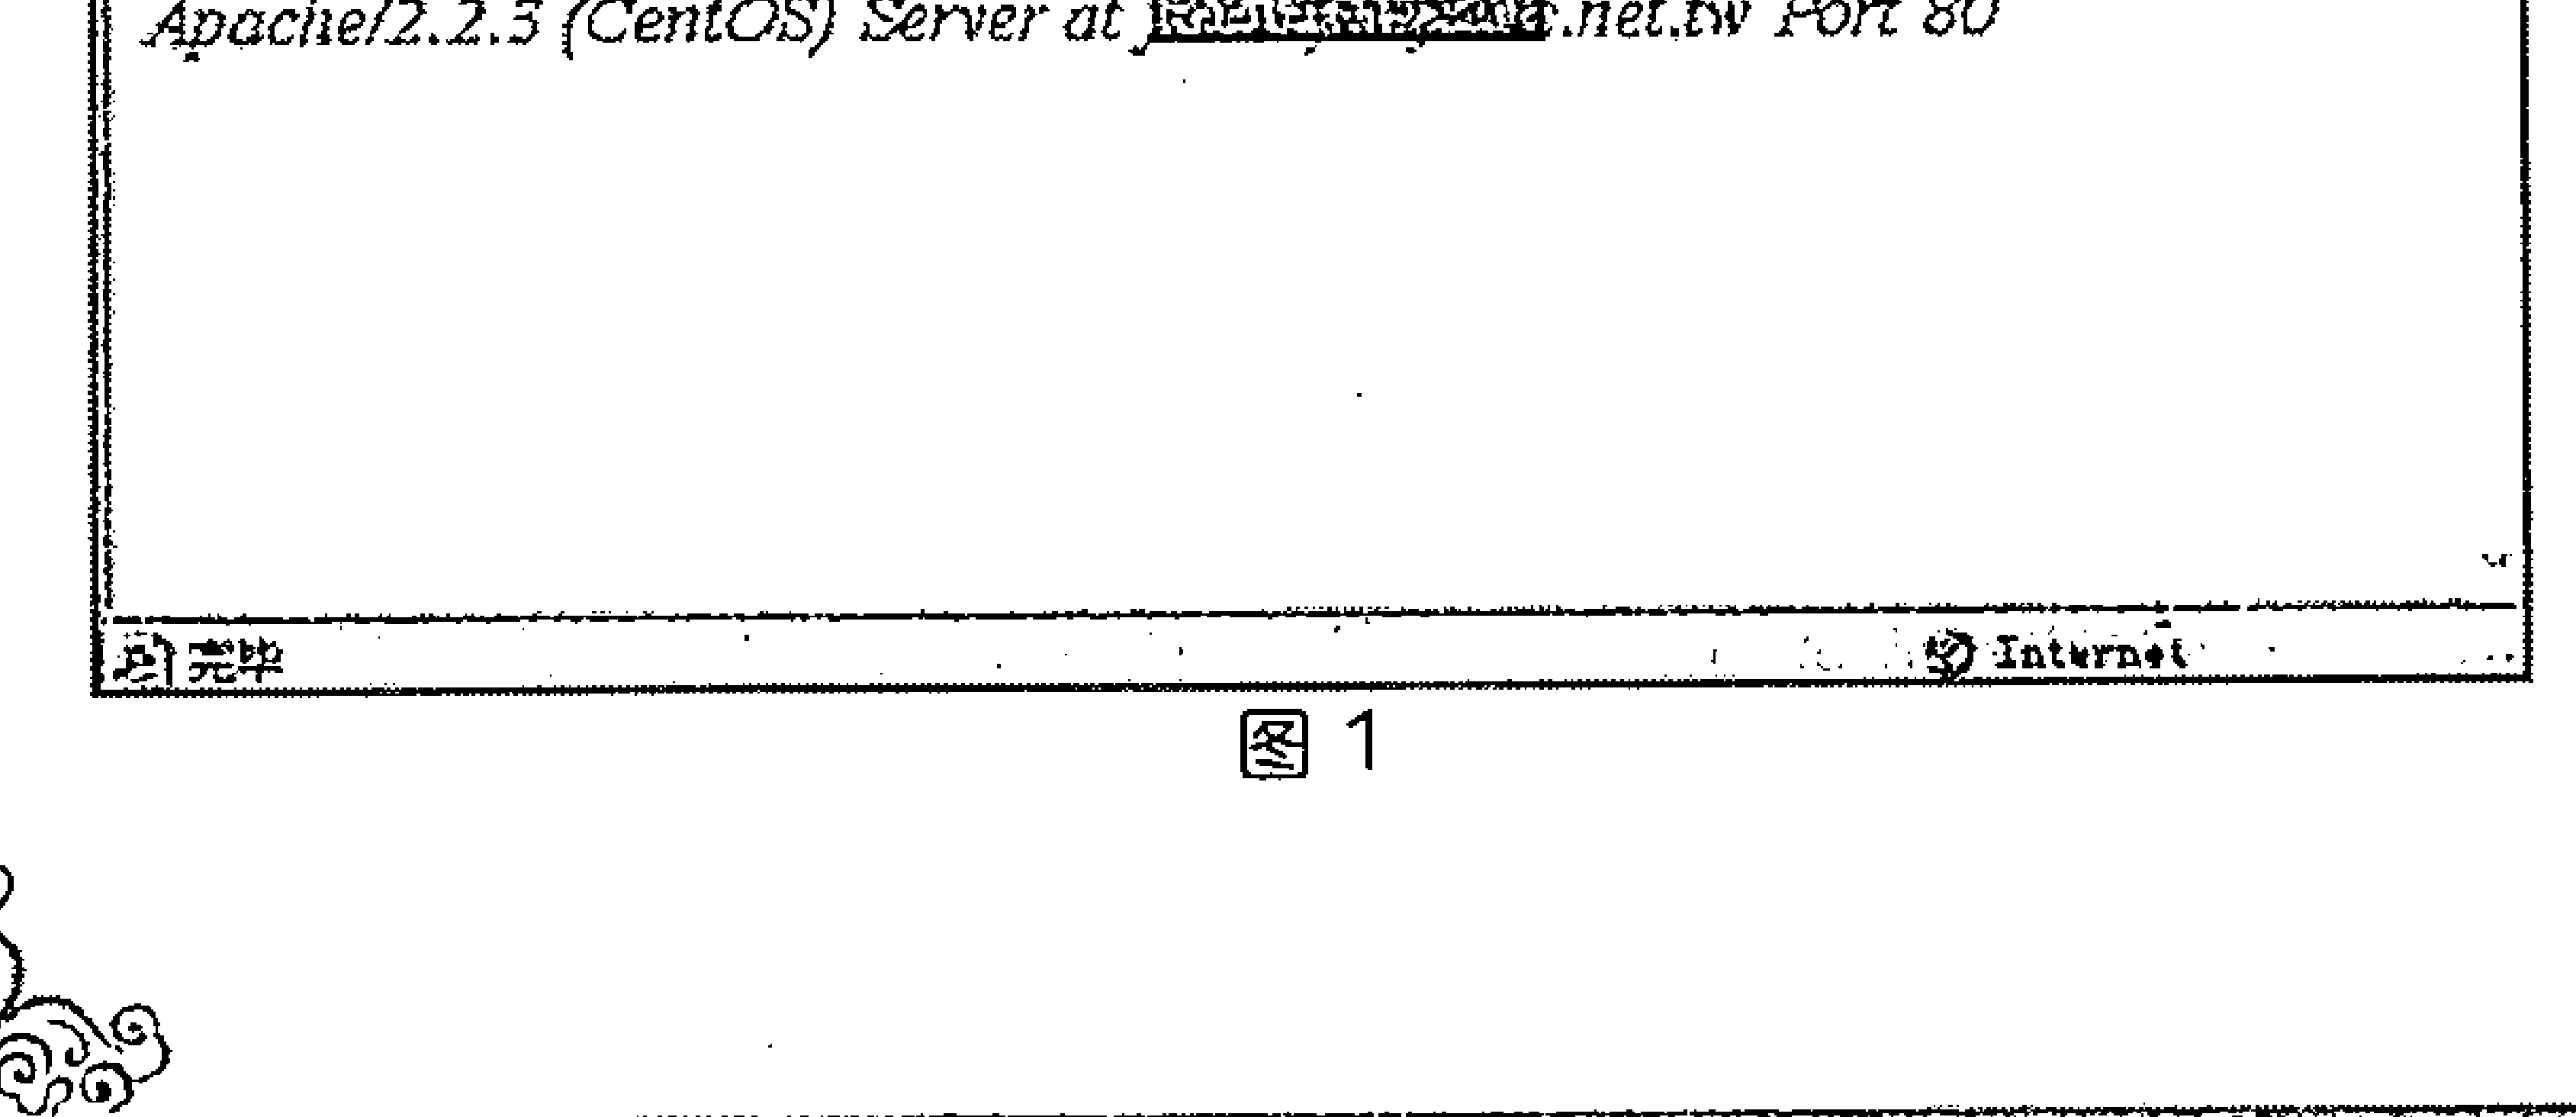 Apache/2.2.3 (CentOS) Server at .net.tw Port 80
完毕 Internet
图 1